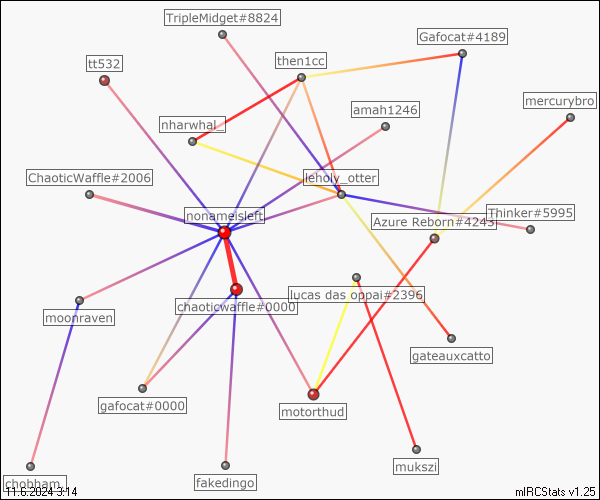 TripleMidget#8824
Gafocat#4189
then1cc
tt532
mercurybro
amah1246
nharwhal_
ChaoticWaffle#2006
leholy_otter
nonameisleft
Thinker#5995
Azure Reborn#4243
lucas das oppai#2396
chaoticwaffle#0000
moonraven
gateauxcatto
gafocat#0000
motorthud
mukszi
chobham_
fakedingo
11.6.2024 3:14
mIRCStats v1.25